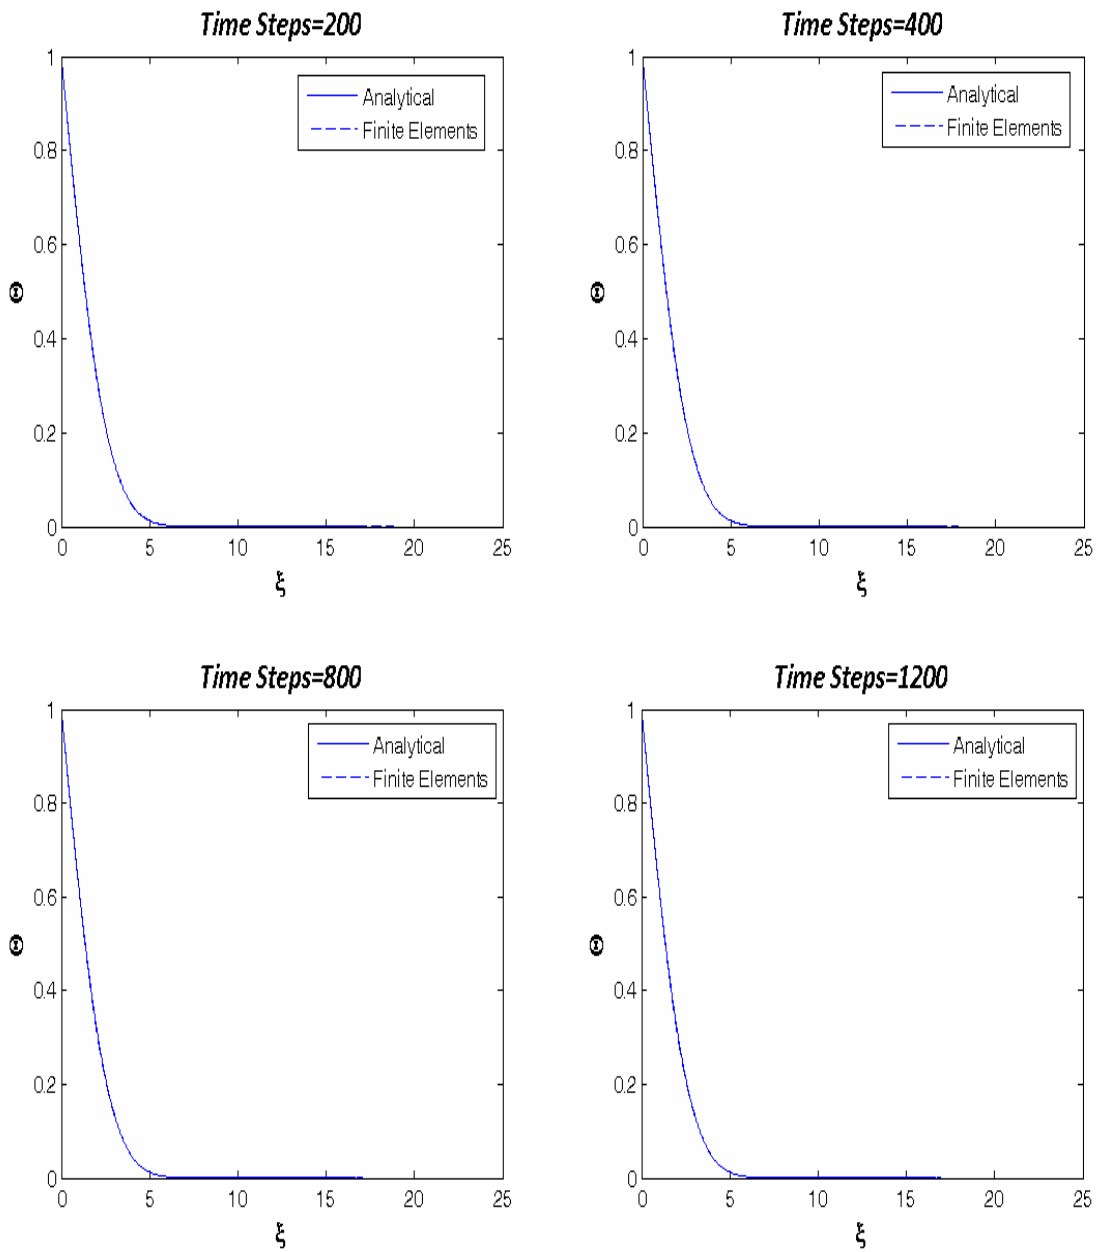 Time Steps=200
1
0.8
0.6
0.4
0.2
0
0 5 10 15 20 25
Θ
ξ
Analytical
Finite Elements
Time Steps=400
1
0.8
0.6
0.4
0.2
0
0 5 10 15 20 25
Θ
ξ
Analytical
Finite Elements
Time Steps=800
1
0.8
0.6
0.4
0.2
0
0 5 10 15 20 25
Θ
ξ
Analytical
Finite Elements
Time Steps=1200
1
0.8
0.6
0.4
0.2
0
0 5 10 15 20 25
Θ
ξ
Analytical
Finite Elements